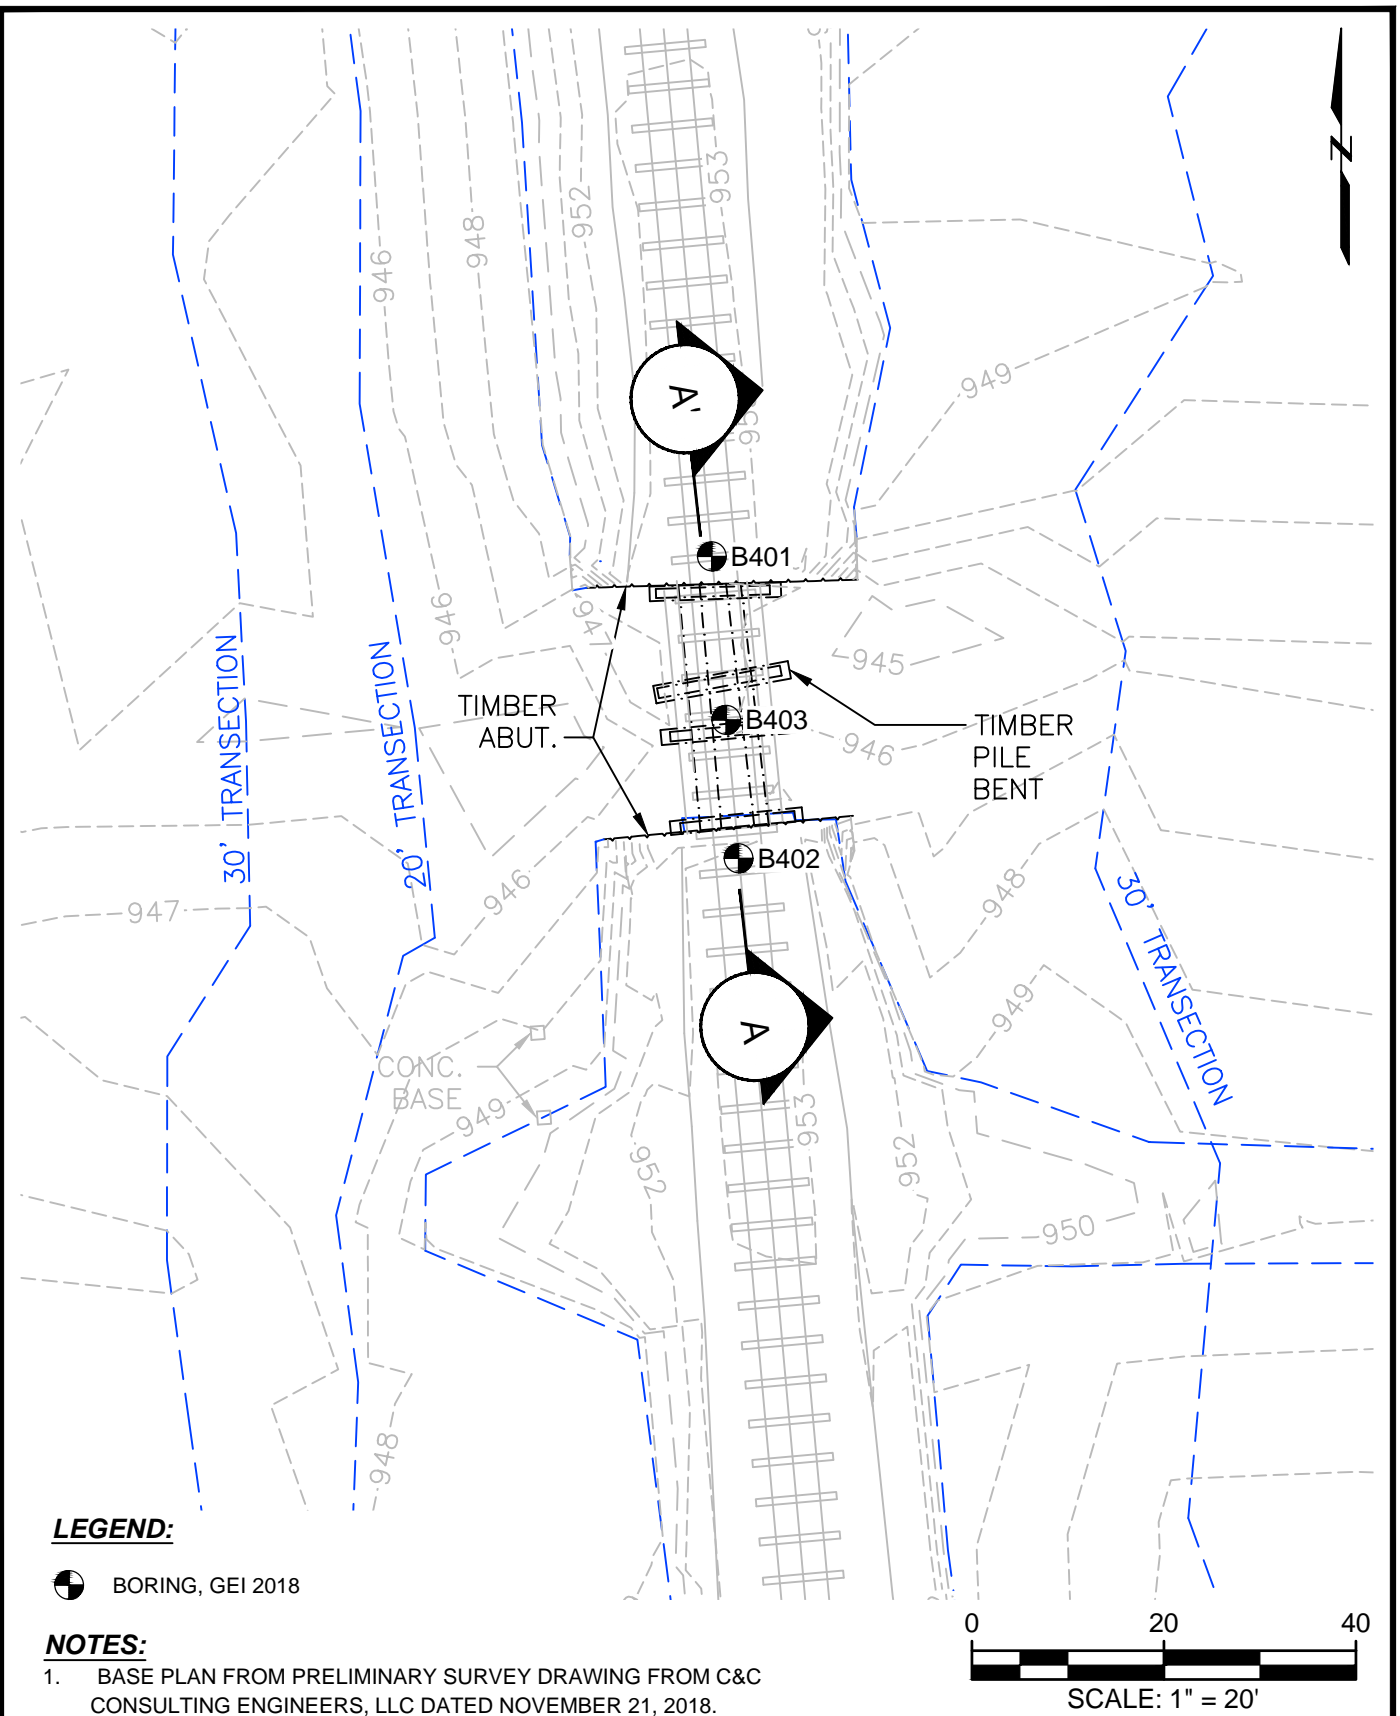 N
953
952
948
946
949
A'
95
B401
946
947
945
30' TRANSECTION
20' TRANSECTION
TIMBER
ABUT.
B403
946
TIMBER
PILE
BENT
B402
946
948
947
30' TRANSECTION
949
A
CONC.
BASE
949
953
952
952
950
948
LEGEND:
BORING, GEI 2018
NOTES:
1. BASE PLAN FROM PRELIMINARY SURVEY DRAWING FROM C&C
CONSULTING ENGINEERS, LLC DATED NOVEMBER 21, 2018.
0 20 40
SCALE: 1" = 20'